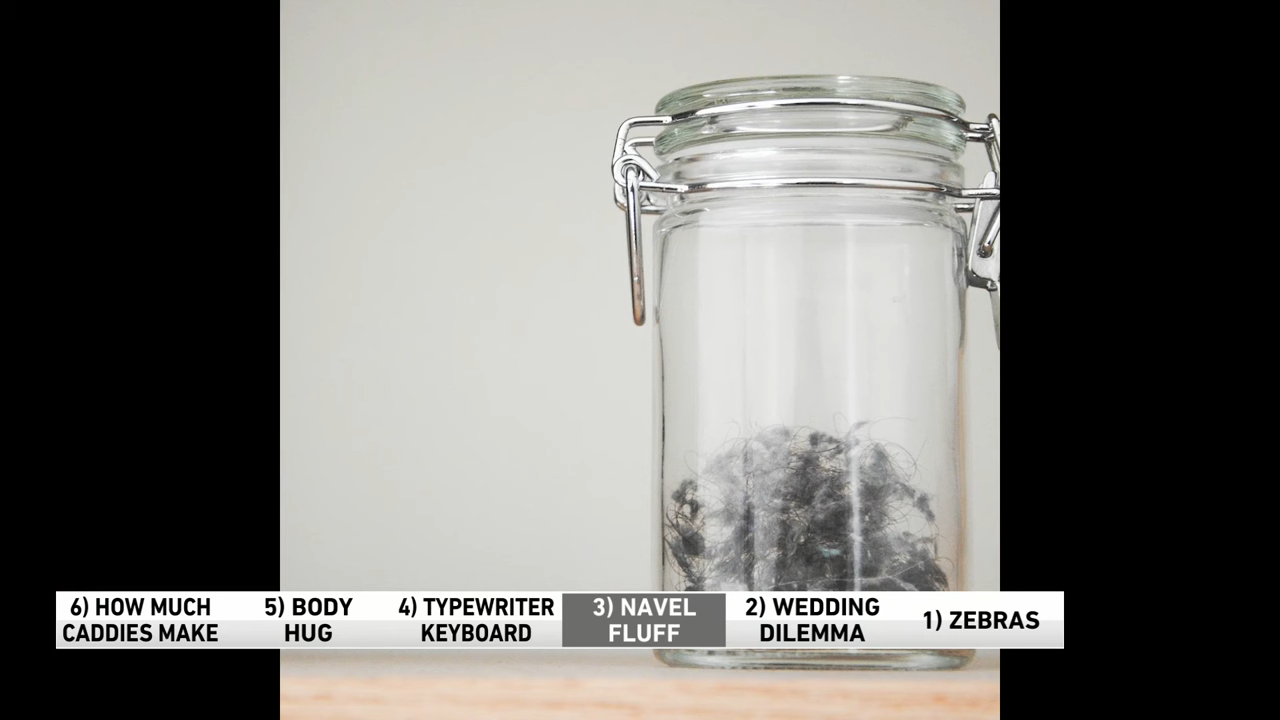 6) HOW MUCH
CADDIES MAKE
5) BODY
HUG
4) TYPEWRITER
KEYBOARD
3) NAVEL
FLUFF
2) WEDDING
DILEMMA
1) ZEBRAS